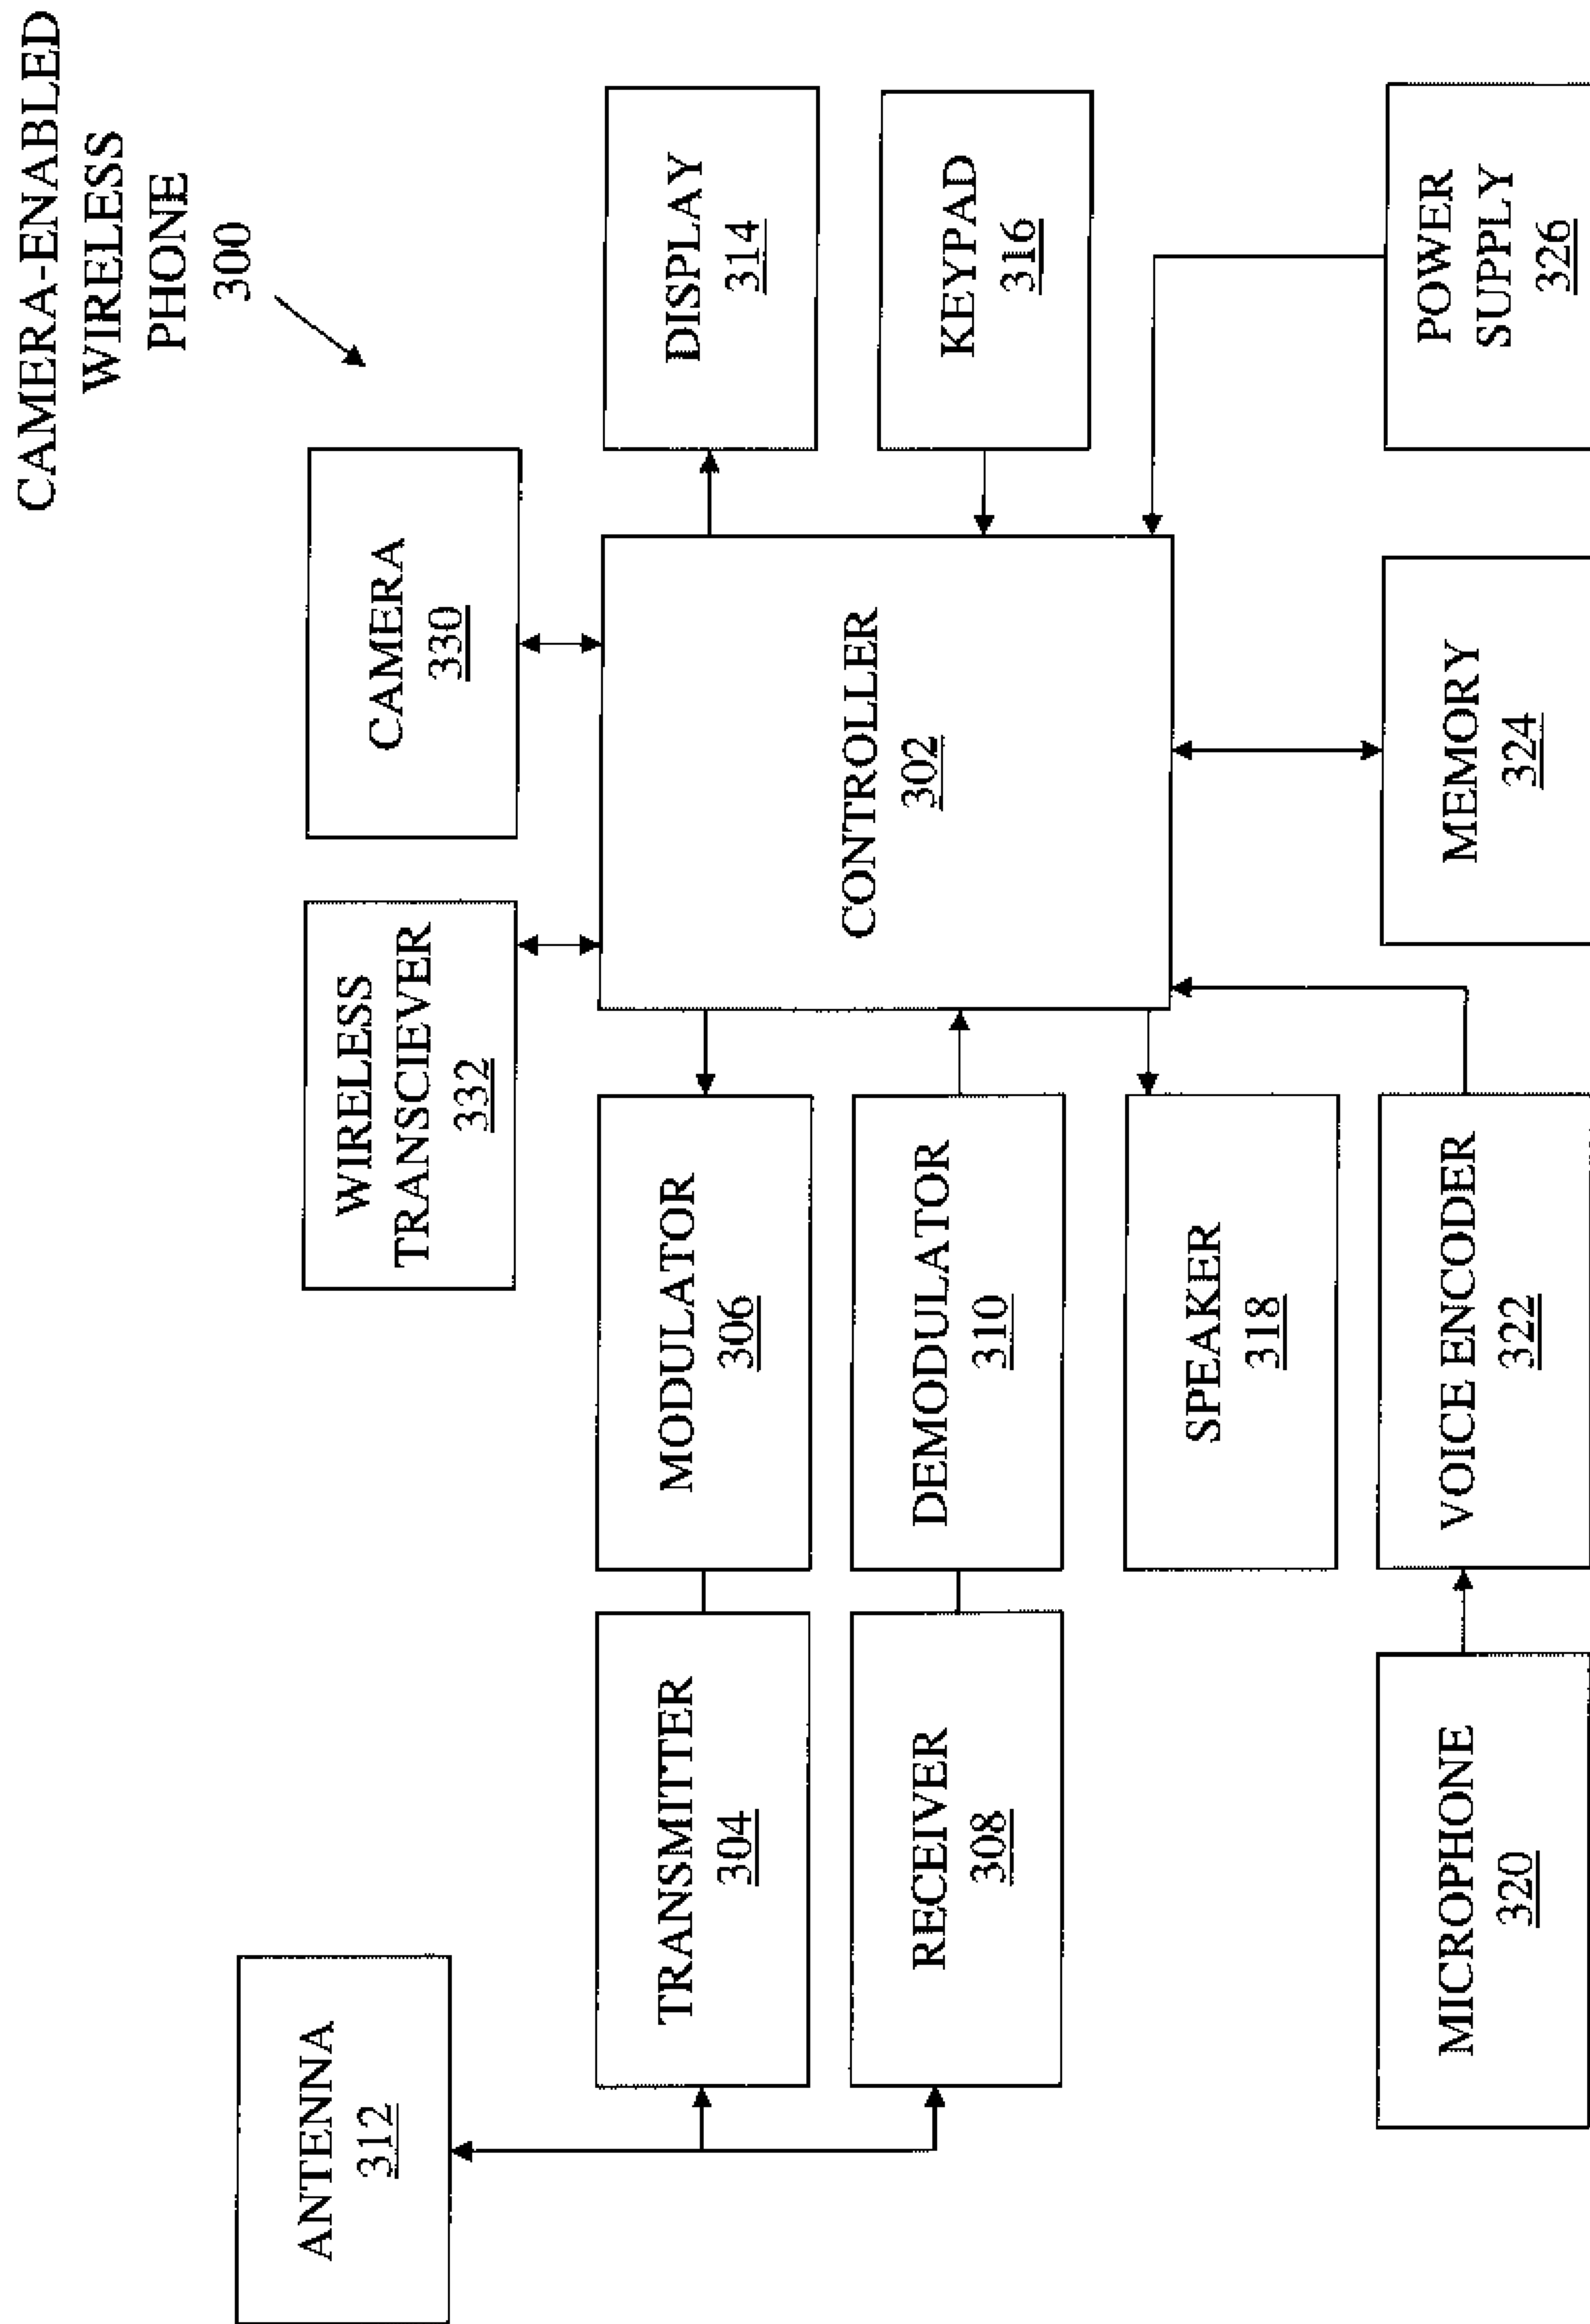 CAMERA-ENABLED
WIRELESS
PHONE
300
ANTENNA
312
WIRELESS
TRANSCIEVER
332
CAMERA
330
TRANSMITTER
304
MODULATOR
306
CONTROLLER
302
DISPLAY
314
RECEIVER
308
DEMODULATOR
310
KEYPAD
316
SPEAKER
318
MICROPHONE
320
VOICE ENCODER
322
MEMORY
324
POWER
SUPPLY
326